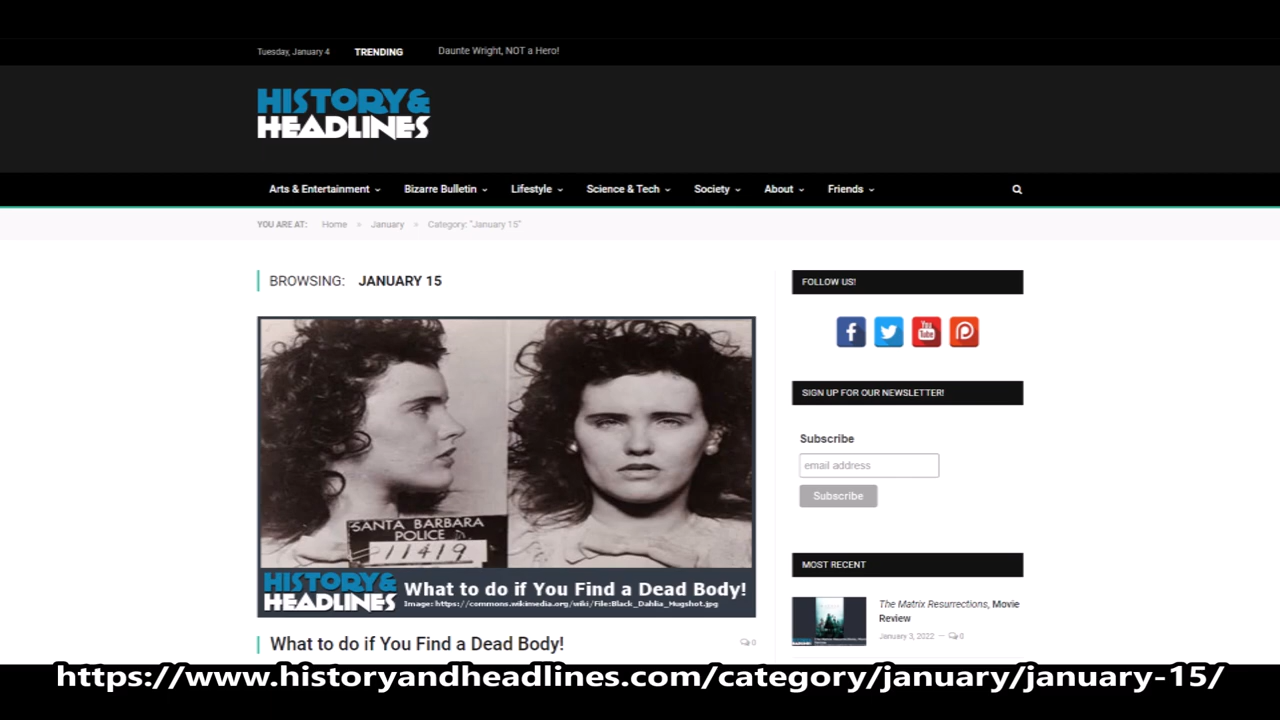 Tuesday, January 4 TRENDING Daunte Wright, NOT a Hero!
HISTORY&
HEADLINES
Arts & Entertainment Bizarre Bulletin Lifestyle Science & Tech Society About Friends
YOU ARE AT: Home » January » Category: "January 15"
BROWSING: JANUARY 15
SANTA BARBARA
POLICE
11419
HISTORY&
HEADLINES
What to do if You Find a Dead Body!
Image: https://commons.wikimedia.org/wiki/File:Black_Dahlia_Mugshot.jpg
What to do if You Find a Dead Body!
0
FOLLOW US!
You
Tube
SIGN UP FOR OUR NEWSLETTER!
Subscribe
email address
Subscribe
MOST RECENT
The Matrix Resurrections, Movie
Review
January 3, 2022 — 0
https://www.historyandheadlines.com/category/january/january-15/